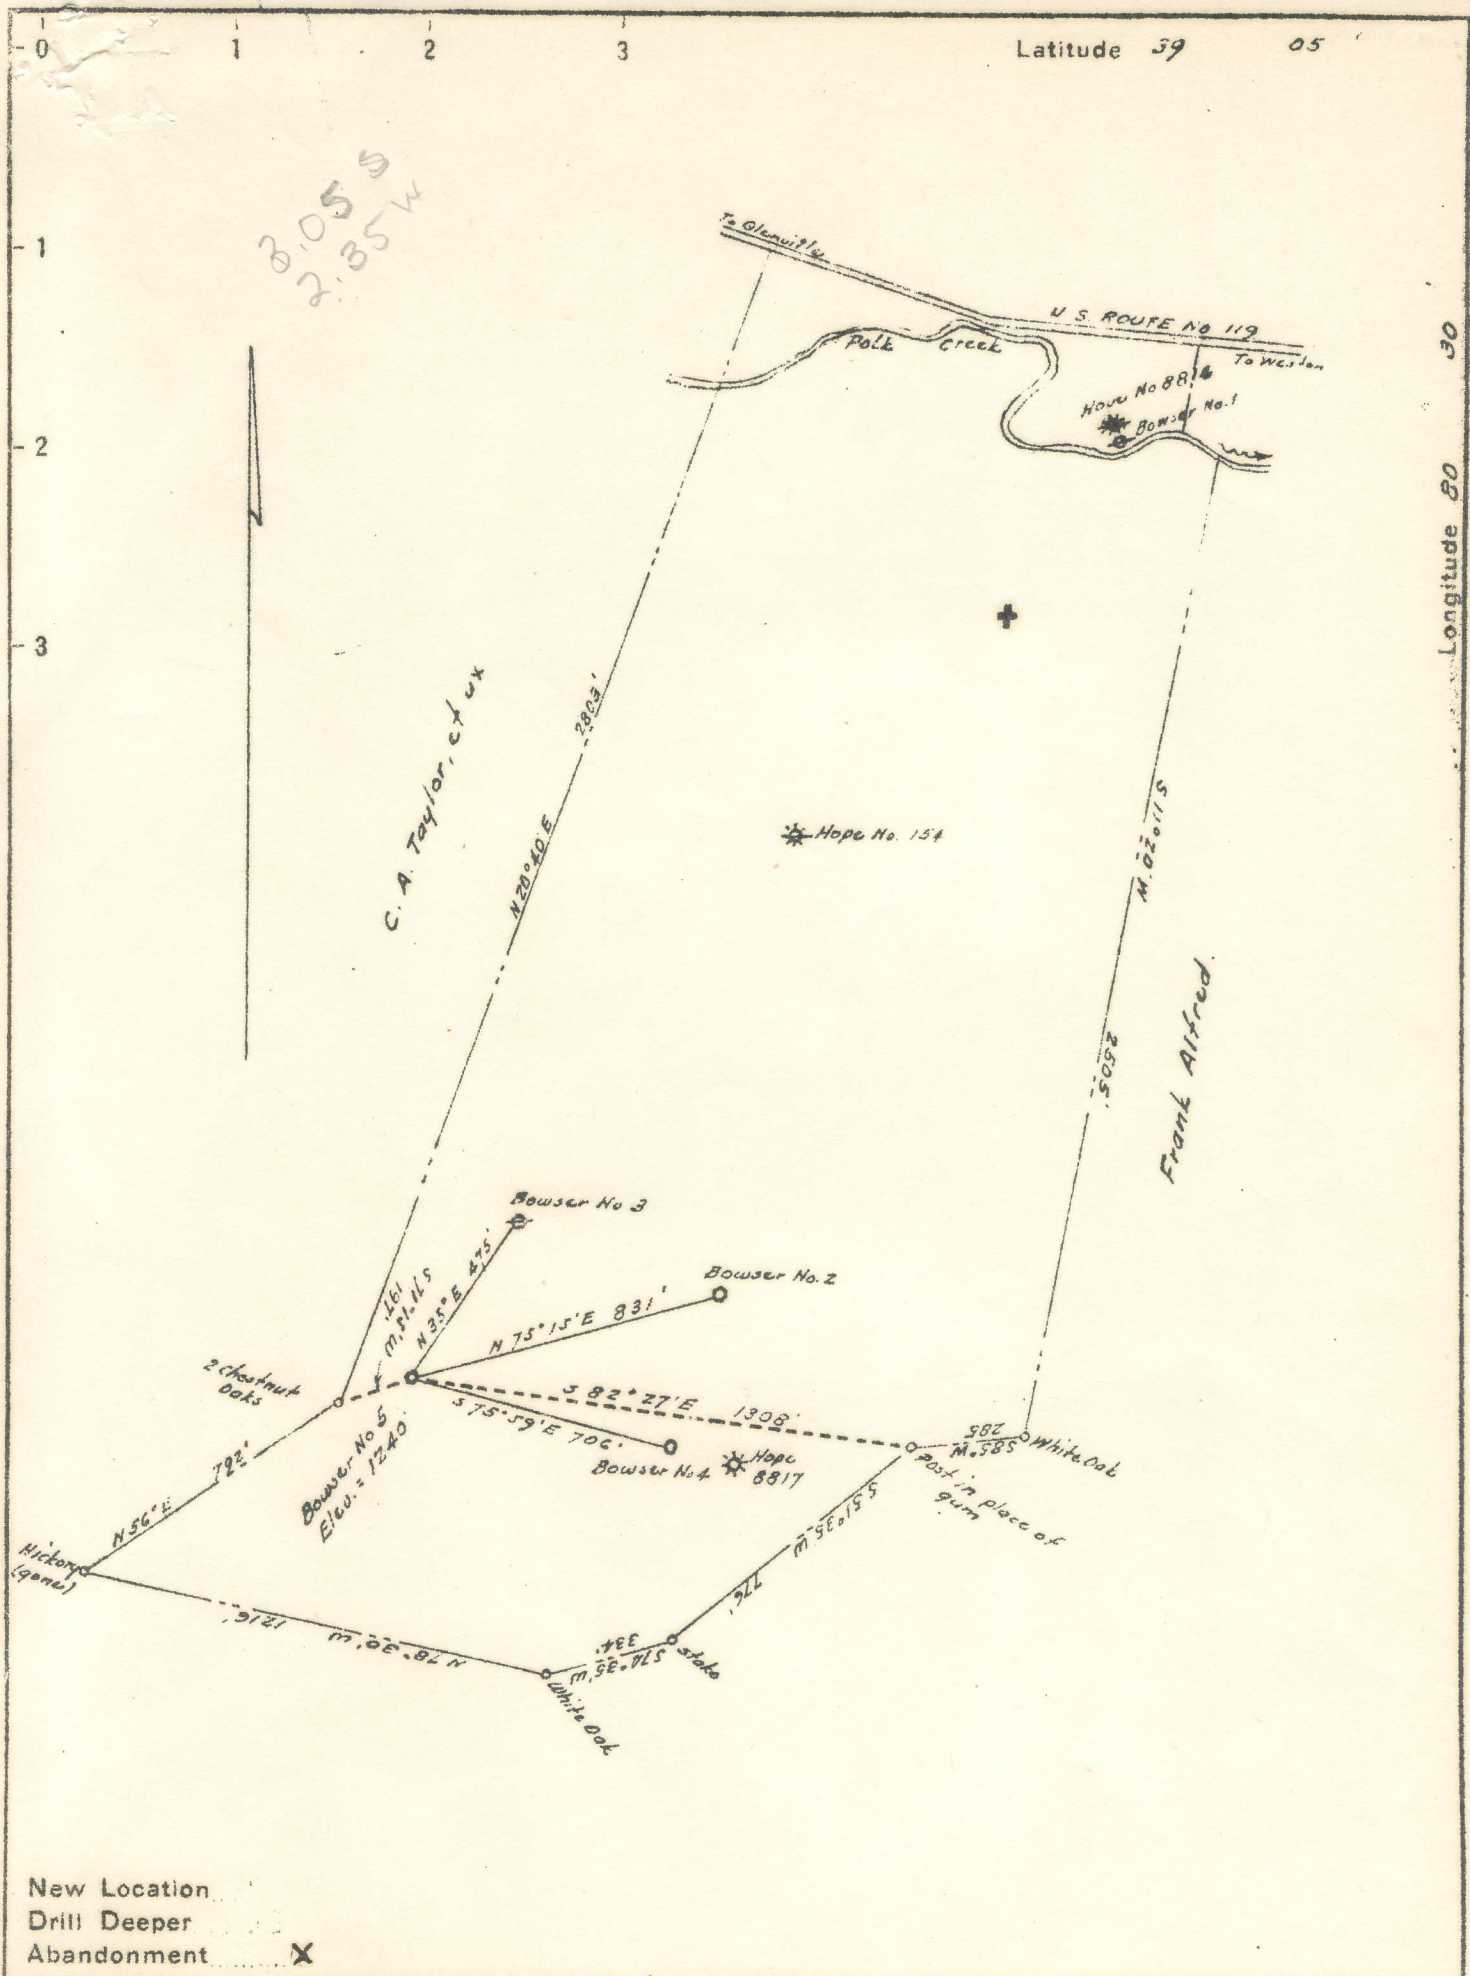 0 1 2 3 Latitude 39 05'
3.05 S
2.35 W
1
To Glenville
U.S. ROUTE No 119
To Weston
Polk Creek
Hope No 8816
Bowser No. 1
2
Longitude 80 30
3
C. A. Taylor, et ux
2803'
N 20° 40' E
Hope No. 154
S 11° 20' W.
2505'
Frank Alfred
Bowser No 3
N 35° E 475'
Bowser No. 2
N 75° 15' E 831'
S 71° 15' W
197'
2 Chestnut
Oaks
S 82° 27' E 1308'
S 75° 59' E 706'
Bowser No 4
Hope
8817
Bowser No 5
Elev. = 1240
285
S85°W
White Oak
Post in place of
gum
N 56° E 792'
Hickory
(gone)
S 51° 35' W
776'
N 78° 30' W 1216'
334'
S74° 35' W
stake
White Oak
New Location
Drill Deeper
Abandonment X